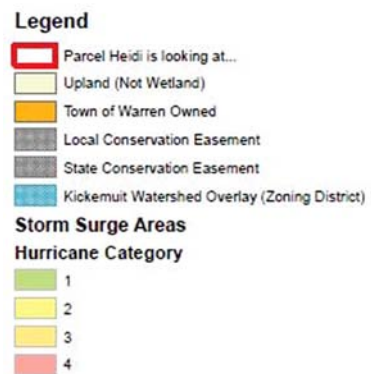 Legend
Parcel Heidi is looking at...
Upland (Not Wetland)
Town of Warren Owned
Local Conservation Easement
State Conservation Easement
Kickemuit Watershed Overlay (Zoning District)
Storm Surge Areas
Hurricane Category
1
2
3
4